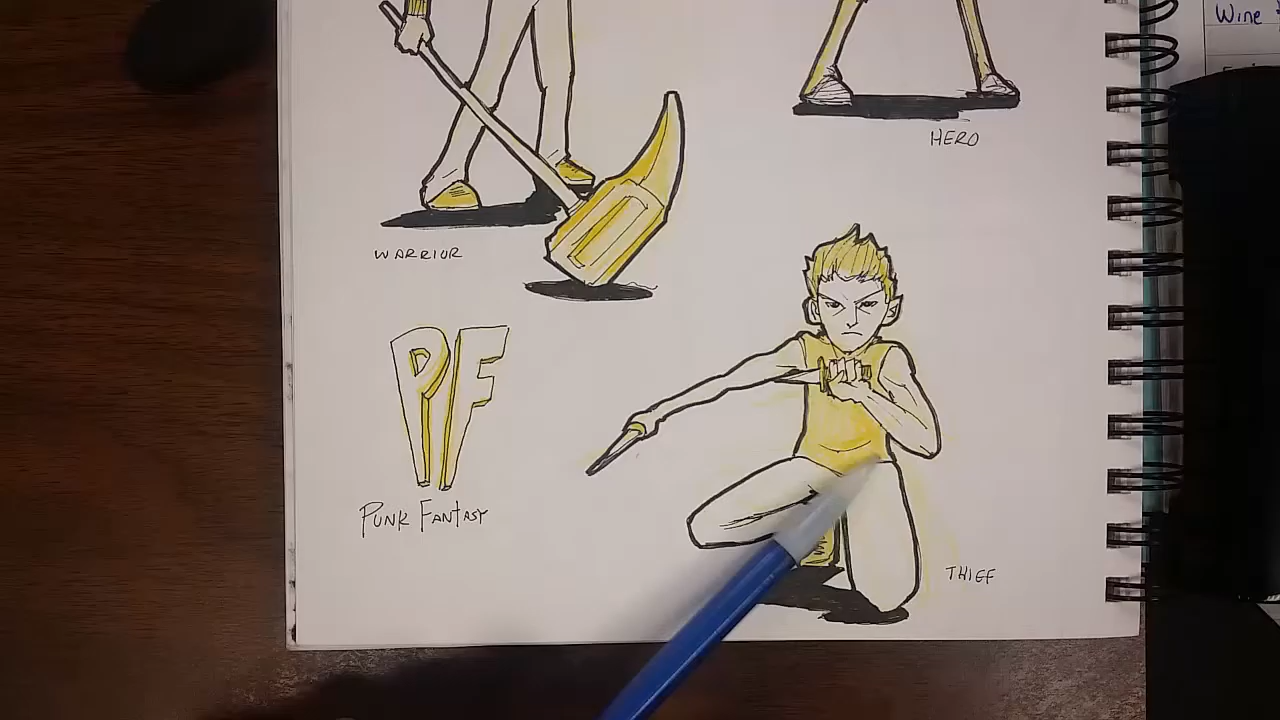 Wine
HERO
WARRIOR
PF
PUNK FANTASY
THIEF